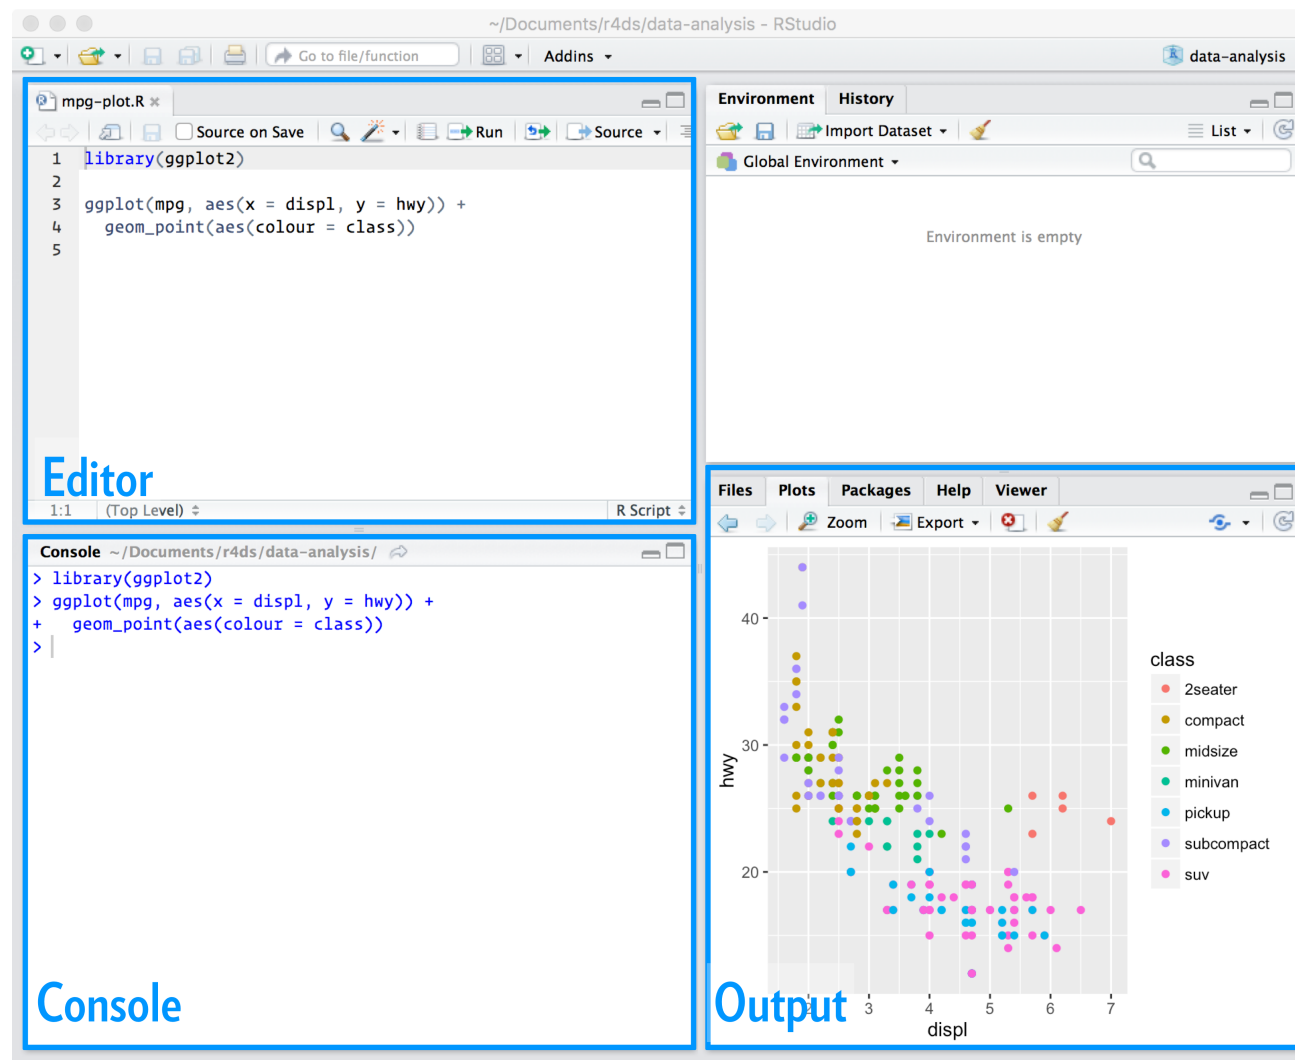 ~/Documents/r4ds/data-analysis - RStudio
Go to file/function
Addins
data-analysis
mpg-plot.R
Source on Save
Run
Source
1 library(ggplot2)
2
3 ggplot(mpg, aes(x = displ, y = hwy)) +
4   geom_point(aes(colour = class))
5
Editor
1:1 (Top Level) R Script
Console ~/Documents/r4ds/data-analysis/
> library(ggplot2)
> ggplot(mpg, aes(x = displ, y = hwy)) +
+   geom_point(aes(colour = class))
>
Console
Environment History
Import Dataset List
Global Environment
Environment is empty
Files Plots Packages Help Viewer
Zoom Export
40
30
20
hwy
2 3 4 5 6 7
displ
class
2seater
compact
midsize
minivan
pickup
subcompact
suv
Output